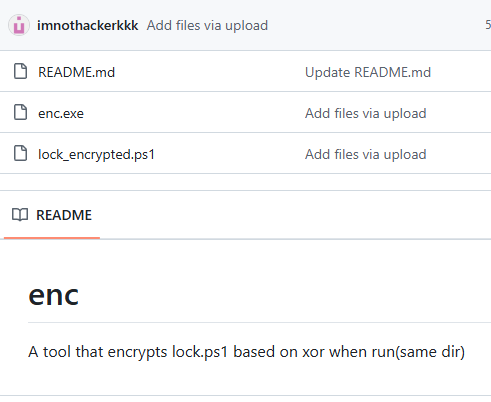 imnothackerkkk Add files via upload 5
README.md Update README.md
enc.exe Add files via upload
lock_encrypted.ps1 Add files via upload
README
enc
A tool that encrypts lock.ps1 based on xor when run(same dir)